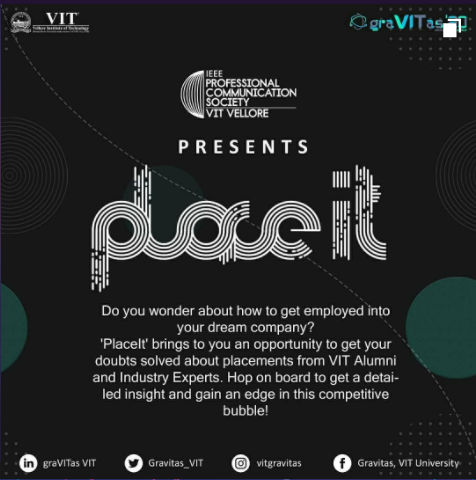 VIT
Vellore Institute of Technology
graVITas'20
IEEE
PROFESSIONAL
COMMUNICATION
SOCIETY
VIT VELLORE
PRESENTS
place it
Do you wonder about how to get employed into
your dream company?
'PlaceIt' brings to you an opportunity to get your
doubts solved about placements from VIT Alumni
and Industry Experts. Hop on board to get a detai-
led insight and gain an edge in this competitive
bubble!
graVITas VIT
Gravitas_VIT
vitgravitas
Gravitas, VIT University